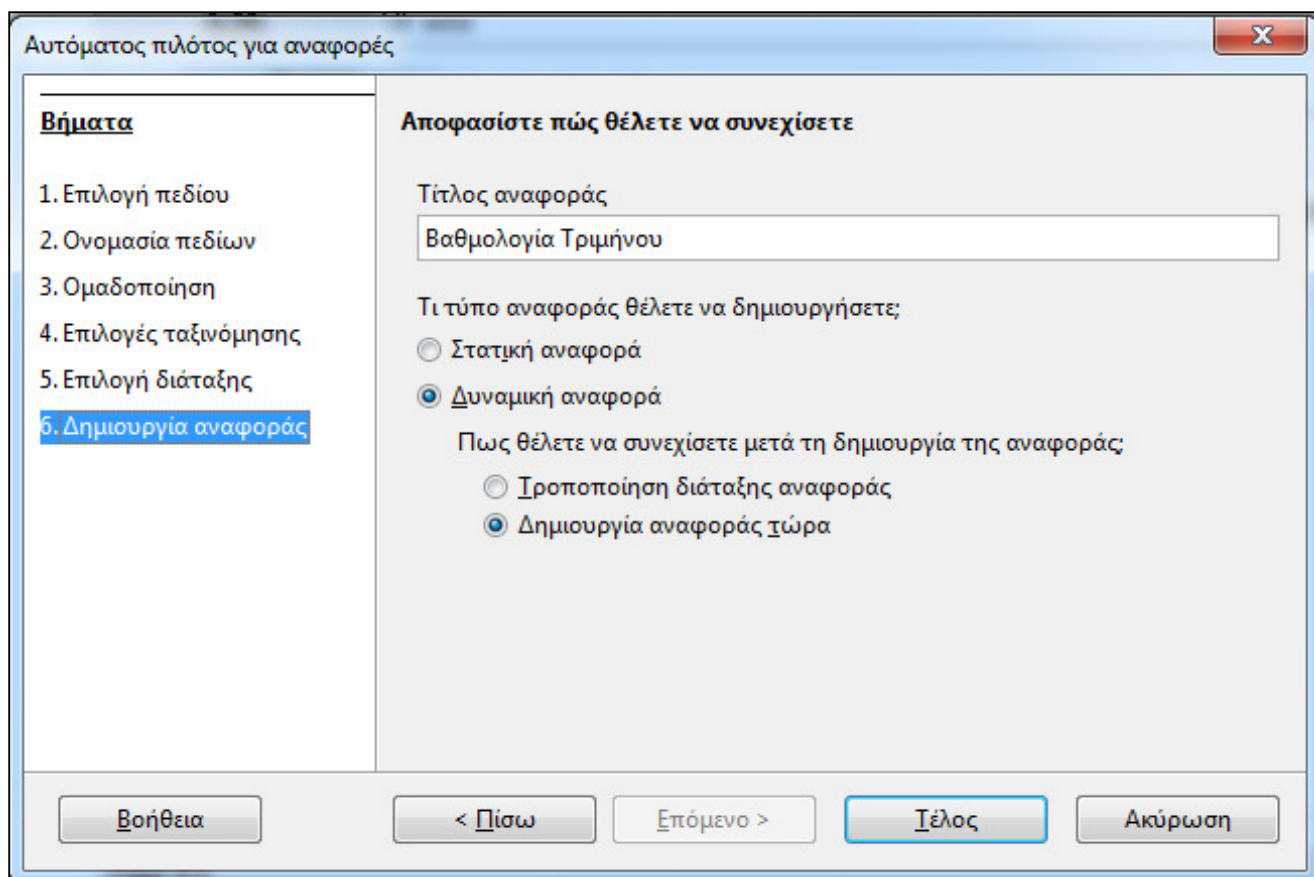 Αυτόματος πιλότος για αναφορές
Βήματα
1. Επιλογή πεδίου
2. Ονομασία πεδίων
3. Ομαδοποίηση
4. Επιλογές ταξινόμησης
5. Επιλογή διάταξης
6. Δημιουργία αναφοράς
Αποφασίστε πώς θέλετε να συνεχίσετε
Τίτλος αναφοράς
Βαθμολογία Τριμήνου
Τι τύπο αναφοράς θέλετε να δημιουργήσετε;
Στατική αναφορά
Δυναμική αναφορά
Πως θέλετε να συνεχίσετε μετά τη δημιουργία της αναφοράς;
Τροποποίηση διάταξης αναφοράς
Δημιουργία αναφοράς τώρα
Βοήθεια < Πίσω Επόμενο > Τέλος Ακύρωση